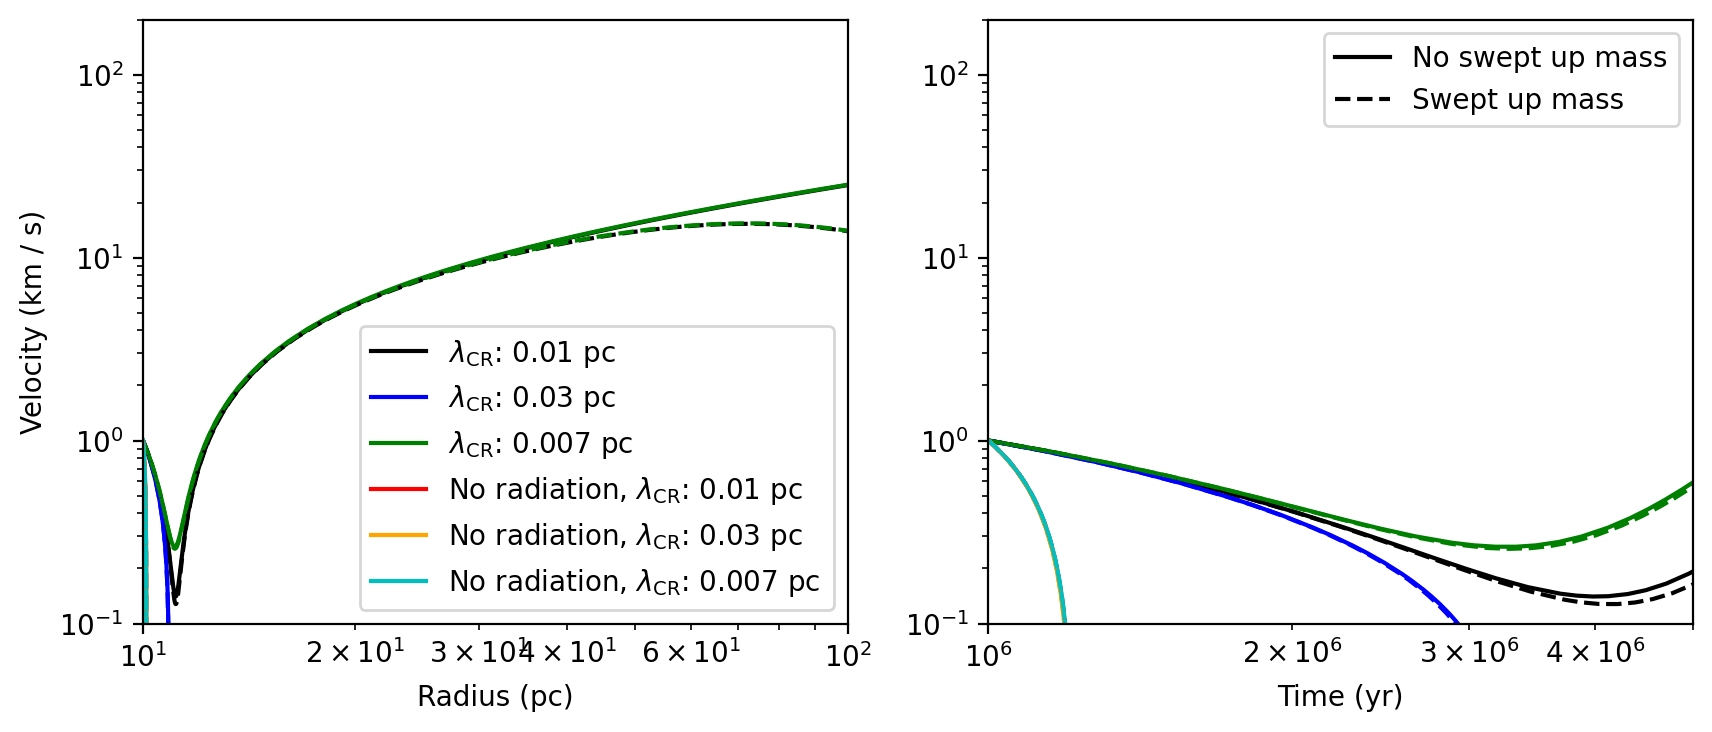 Velocity (km / s)
10²
10¹
10⁰
10⁻¹
λCR: 0.01 pc
λCR: 0.03 pc
λCR: 0.007 pc
No radiation, λCR: 0.01 pc
No radiation, λCR: 0.03 pc
No radiation, λCR: 0.007 pc
10¹ 2×10¹ 3×10¹ 4×10¹ 6×10¹ 10²
Radius (pc)
10²
10¹
10⁰
10⁻¹
No swept up mass
Swept up mass
10⁶ 2×10⁶ 3×10⁶ 4×10⁶
Time (yr)